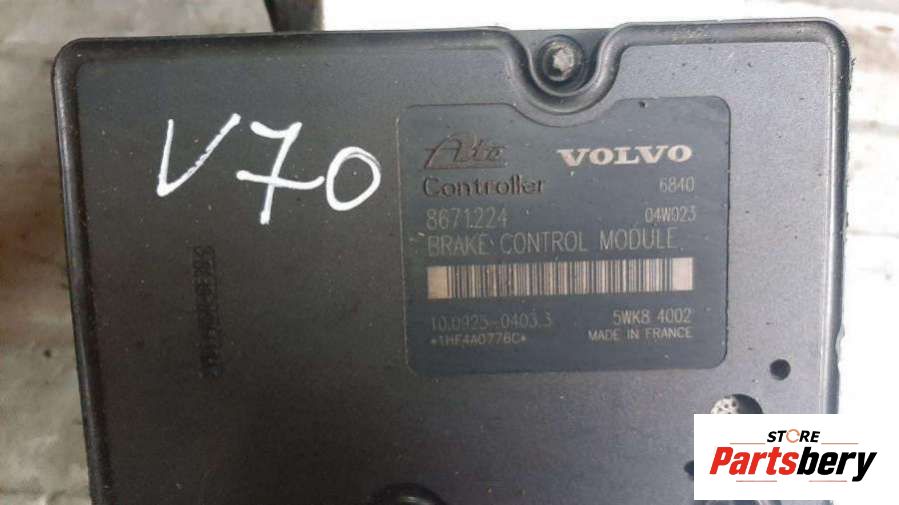 V70
Ate VOLVO
Controller 6840
8671224 04W023
BRAKE CONTROL MODULE
10.0925-0403.3 5WK8 4002
*1HF4A0776C* MADE IN FRANCE
STORE
Partsbery